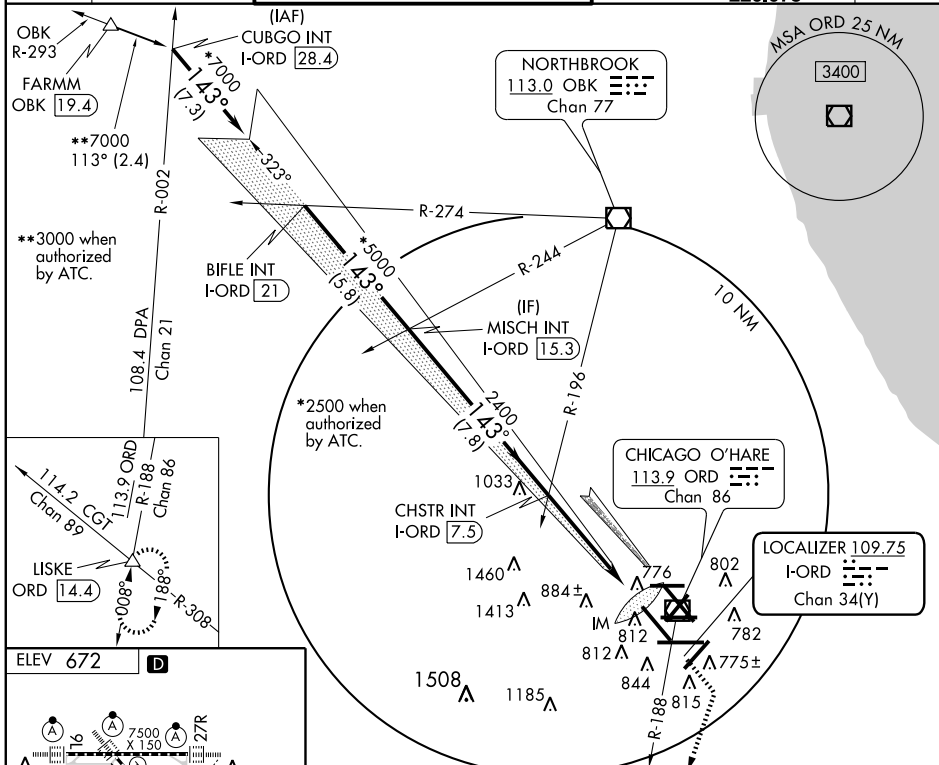 (IAF)
CUBGO INT
I-ORD 28.4
OBK
R-293
FARMM
OBK 19.4
**7000
113° (2.4)
*7000
143°
(7.3)
NORTHBROOK
113.0 OBK
Chan 77
MSA ORD 25 NM
3400
323°
R-002
R-274
**3000 when
authorized
by ATC.
BIFLE INT
I-ORD 21
*5000
143°
(5.8)
R-244
10 NM
(IF)
MISCH INT
I-ORD 15.3
108.4 DPA
Chan 21
R-196
*2500 when
authorized
by ATC.
2400
143°
(7.8)
CHICAGO O'HARE
113.9 ORD
Chan 86
1033
CHSTR INT
I-ORD 7.5
113.9 ORD
R-188
Chan 86
114.2 CGT
Chan 89
LISKE
ORD 14.4
008°
188°
R-308
LOCALIZER 109.75
I-ORD
Chan 34(Y)
1460
1413
884±
776
802
IM
812
782
812
844
775±
815
1508
1185
R-188
ELEV 672
D
A
A
A
16
7500
X 150
27R